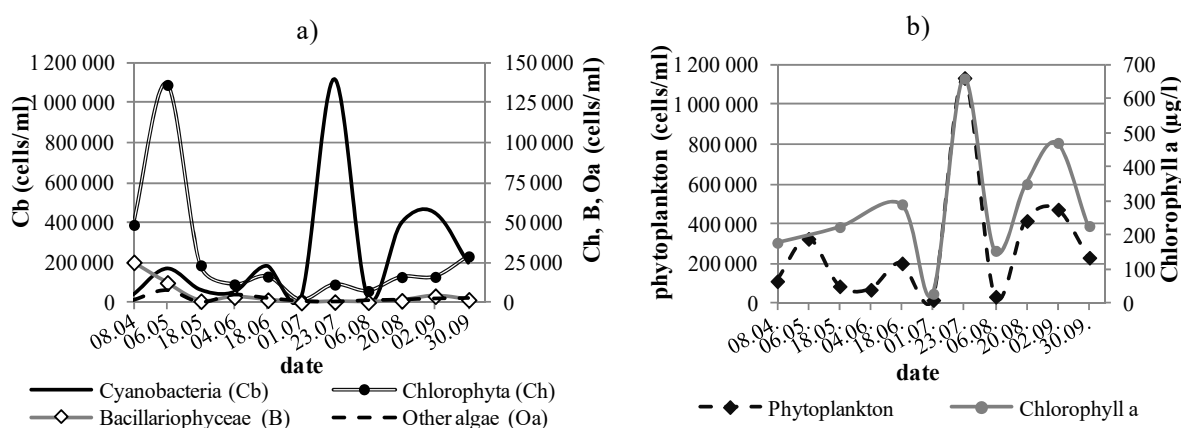 a)
Cb (cells/ml)
1 200 000
1 000 000
800 000
600 000
400 000
200 000
0
150 000
125 000
100 000
75 000
50 000
25 000
0
Ch, B, Oa (cells/ml)
08.04
06.05
18.05
04.06
18.06
01.07
23.07
06.08
20.08
02.09
30.09
date
Cyanobacteria (Cb)
Chlorophyta (Ch)
Bacillariophyceae (B)
Other algae (Oa)
b)
phytoplankton (cells/ml)
1 200 000
1 000 000
800 000
600 000
400 000
200 000
0
700
600
500
400
300
200
100
0
Chlorophyll a (µg/l)
08.04.
06.05.
18.05.
04.06.
18.06.
01.07.
23.07.
06.08.
20.08.
02.09.
30.09.
date
Phytoplankton
Chlorophyll a